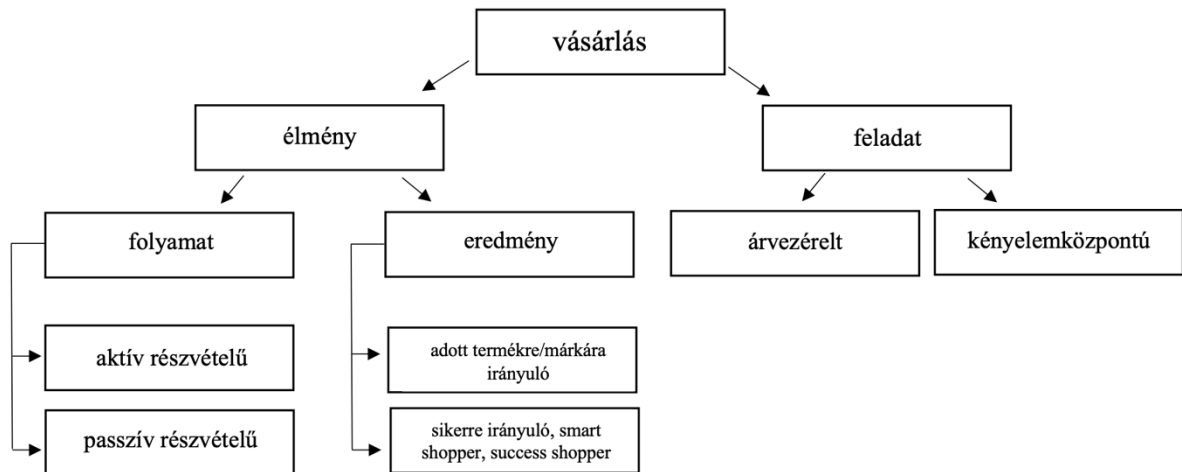 vásárlás
élmény
feladat
folyamat
eredmény
árvezérelt
kényelemközpontú
aktív részvételű
adott termékre/márkára
irányuló
passzív részvételű
sikerre irányuló, smart
shopper, success shopper